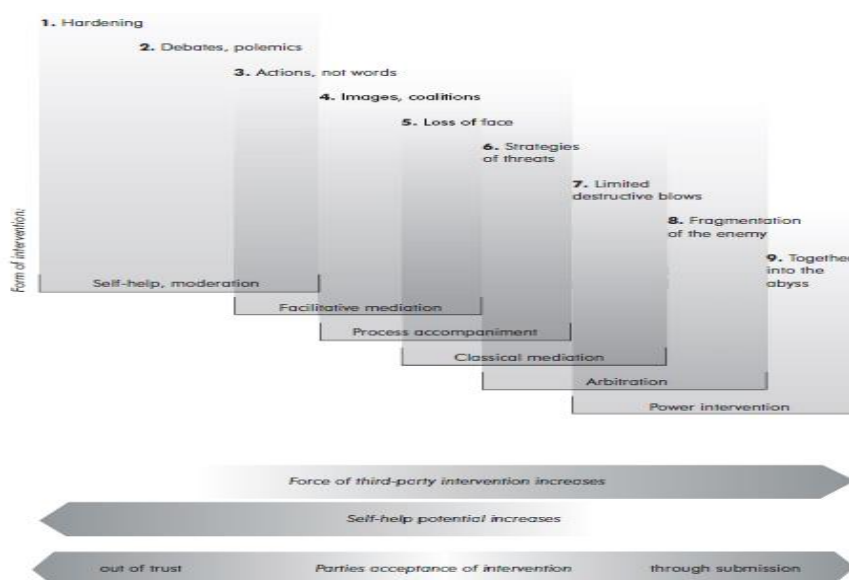 1. Hardening
2. Debates, polemics
3. Actions, not words
4. Images, coalitions
5. Loss of face
6. Strategies
of threats
7. Limited
destructive blows
8. Fragmentation
of the enemy
9. Together
into the
abyss
Form of intervention:
Self-help, moderation
Facilitative mediation
Process accompaniment
Classical mediation
Arbitration
Power intervention
Force of third-party intervention increases
Self-help potential increases
out of trust Parties acceptance of intervention through submission